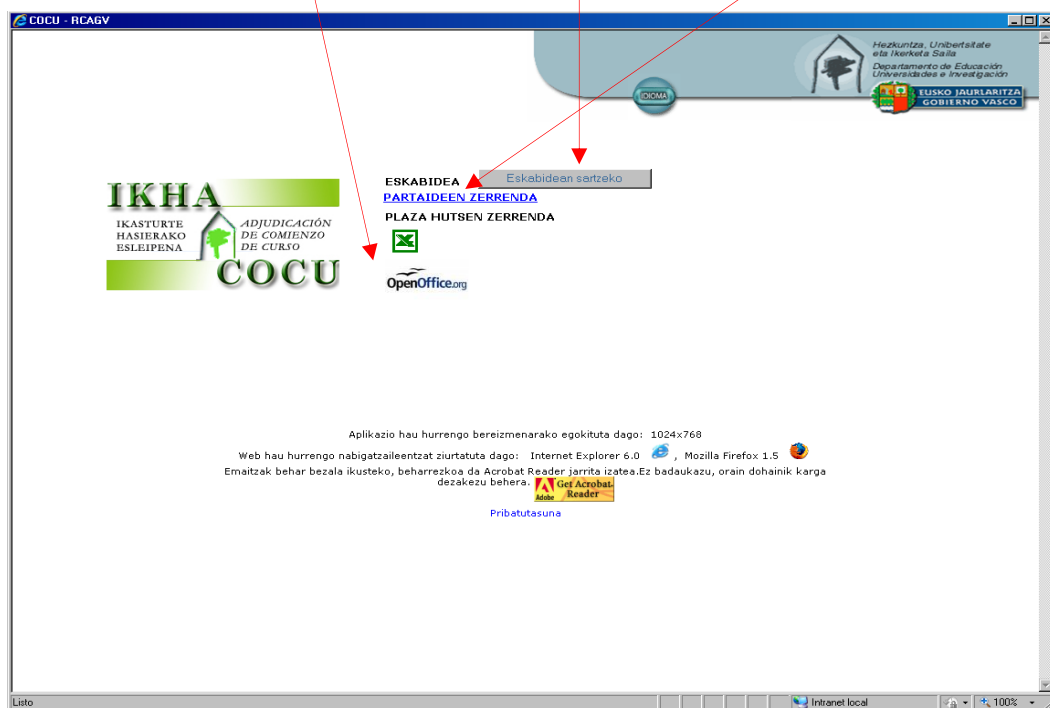 COCU - RCAGV
Hezkuntza, Unibertsitate
eta Ikerketa Saila
Departamento de Educación
Universidades e Investigación
EUSKO JAURLARITZA
GOBIERNO VASCO
IDIOMA
ESKABIDEA
Eskabidean sartzeko
PARTAIDEEN ZERRENDA
PLAZA HUTSEN ZERRENDA
OpenOffice.org
IKHA
IKASTURTE
HASIERAKO
ESLEIPENA
ADJUDICACIÓN
DE COMIENZO
DE CURSO
COCU
Aplikazio hau hurrengo bereizmenarako egokituta dago: 1024x768
Web hau hurrengo nabigatzaileentzat ziurtatuta dago: Internet Explorer 6.0 , Mozilla Firefox 1.5
Emaitzak behar bezala ikusteko, beharrezkoa da Acrobat Reader jarrita izatea.Ez badaukazu, orain dohainik karga
dezakezu behera.
Get Acrobat
Reader
Adobe
Pribatutasuna
Listo
Intranet local
100%